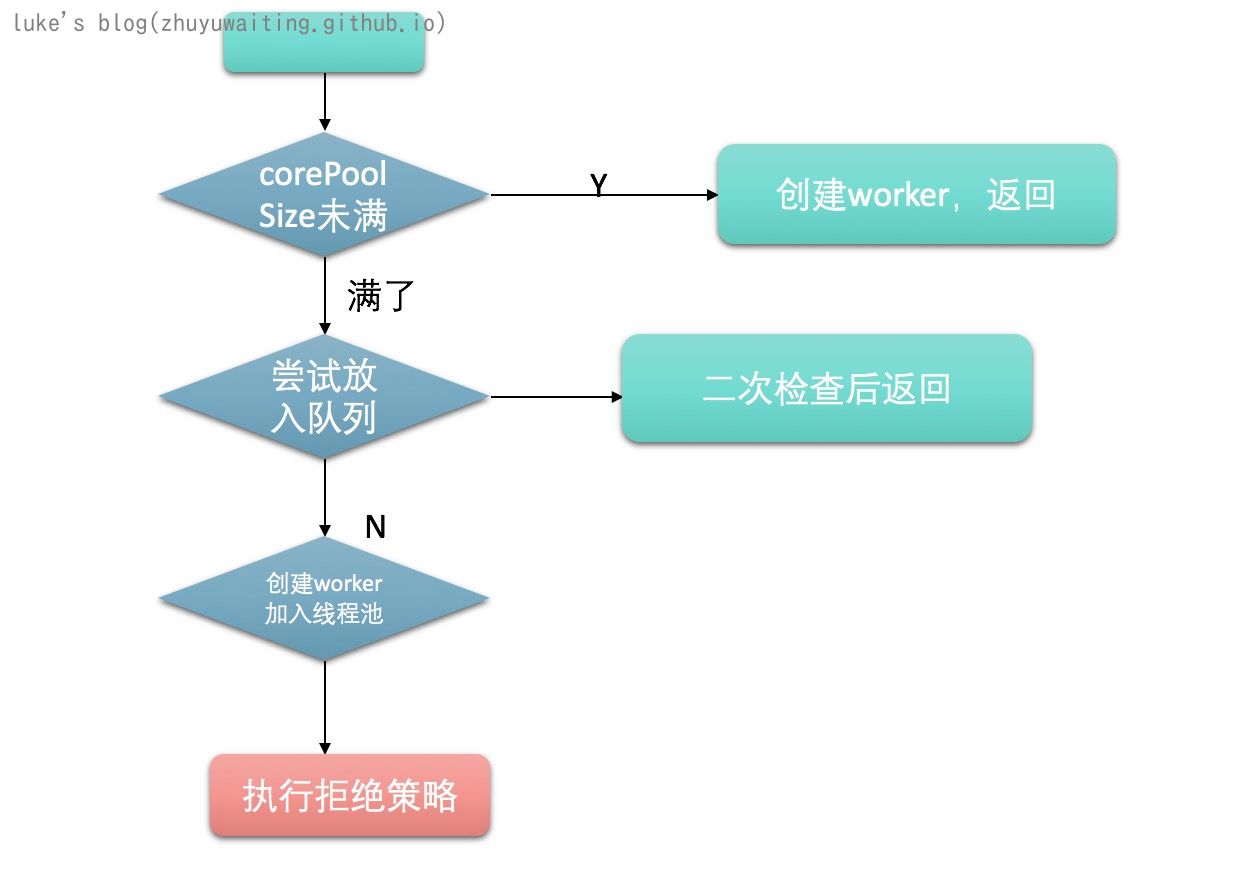 luke's blog(zhuyuwaiting.github.io)
corePool
Size未满
Y
创建worker，返回
满了
尝试放
入队列
二次检查后返回
N
创建worker
加入线程池
执行拒绝策略